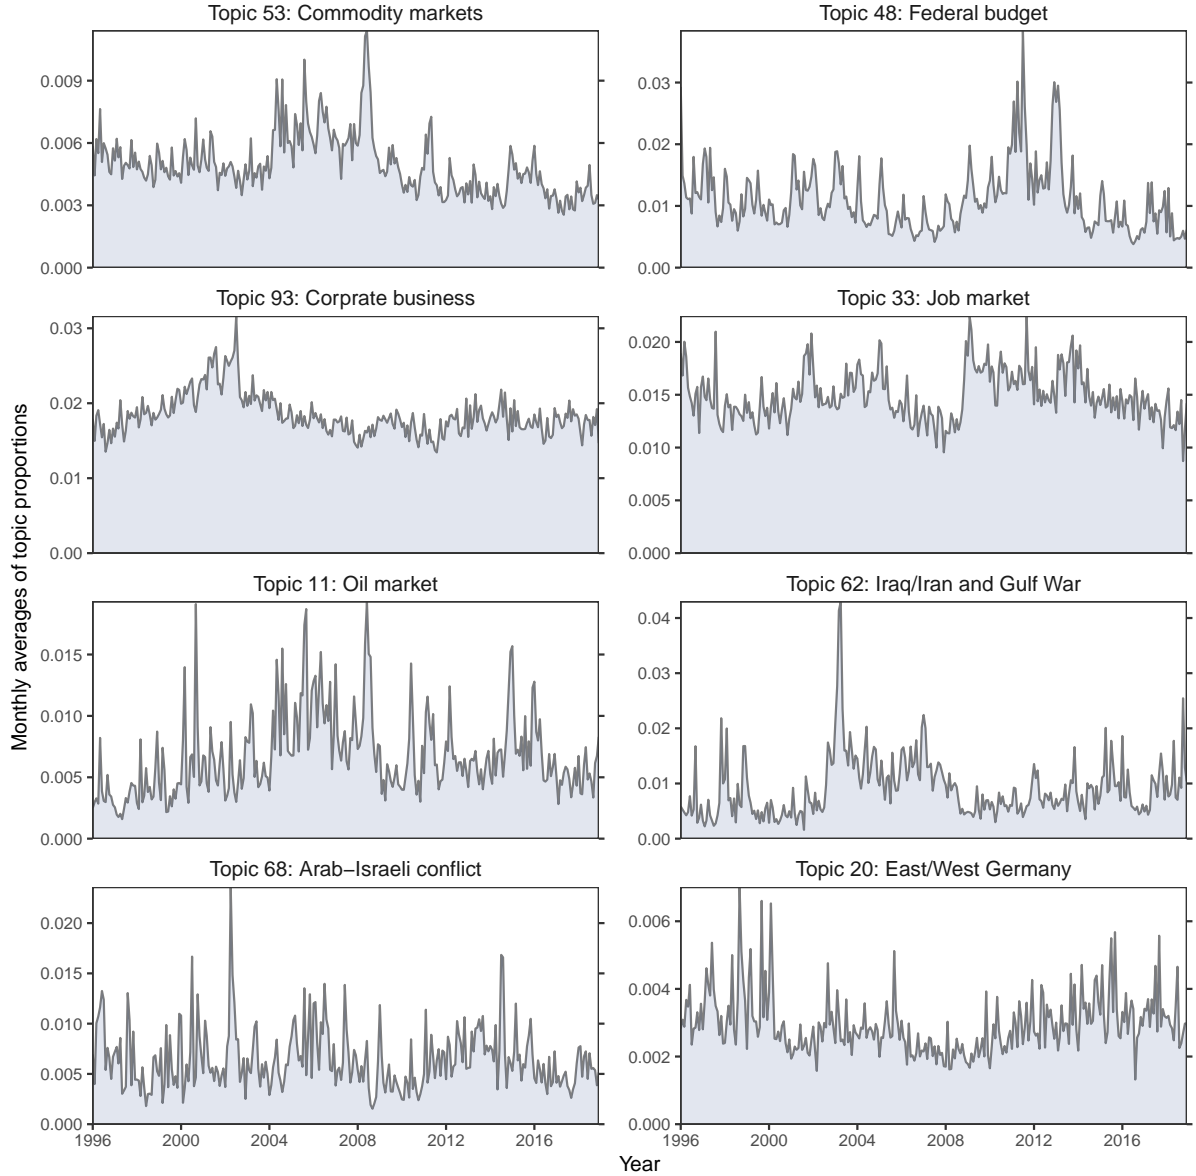 Topic 53: Commodity markets
Topic 48: Federal budget
0.009
0.006
0.003
0.000
0.03
0.02
0.01
0.00
Topic 93: Corprate business
Topic 33: Job market
0.03
0.02
0.01
0.00
0.020
0.015
0.010
0.005
0.000
Monthly averages of topic proportions
Topic 11: Oil market
Topic 62: Iraq/Iran and Gulf War
0.015
0.010
0.005
0.000
0.04
0.03
0.02
0.01
0.00
Topic 68: Arab−Israeli conflict
Topic 20: East/West Germany
0.020
0.015
0.010
0.005
0.000
0.006
0.004
0.002
0.000
1996 2000 2004 2008 2012 2016
1996 2000 2004 2008 2012 2016
Year